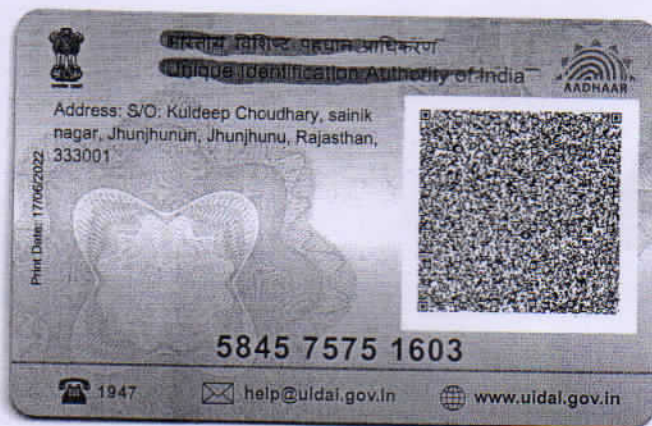 भारतीय विशिष्ट पहचान प्राधिकरण
Unique Identification Authority of India
AADHAAR
Address: S/O: Kuldeep Choudhary, sainik
nagar, Jhunjhunun, Jhunjhunu, Rajasthan,
333001
Print Date: 17/06/2022
5845 7575 1603
1947
help@uidai.gov.in
www.uidai.gov.in